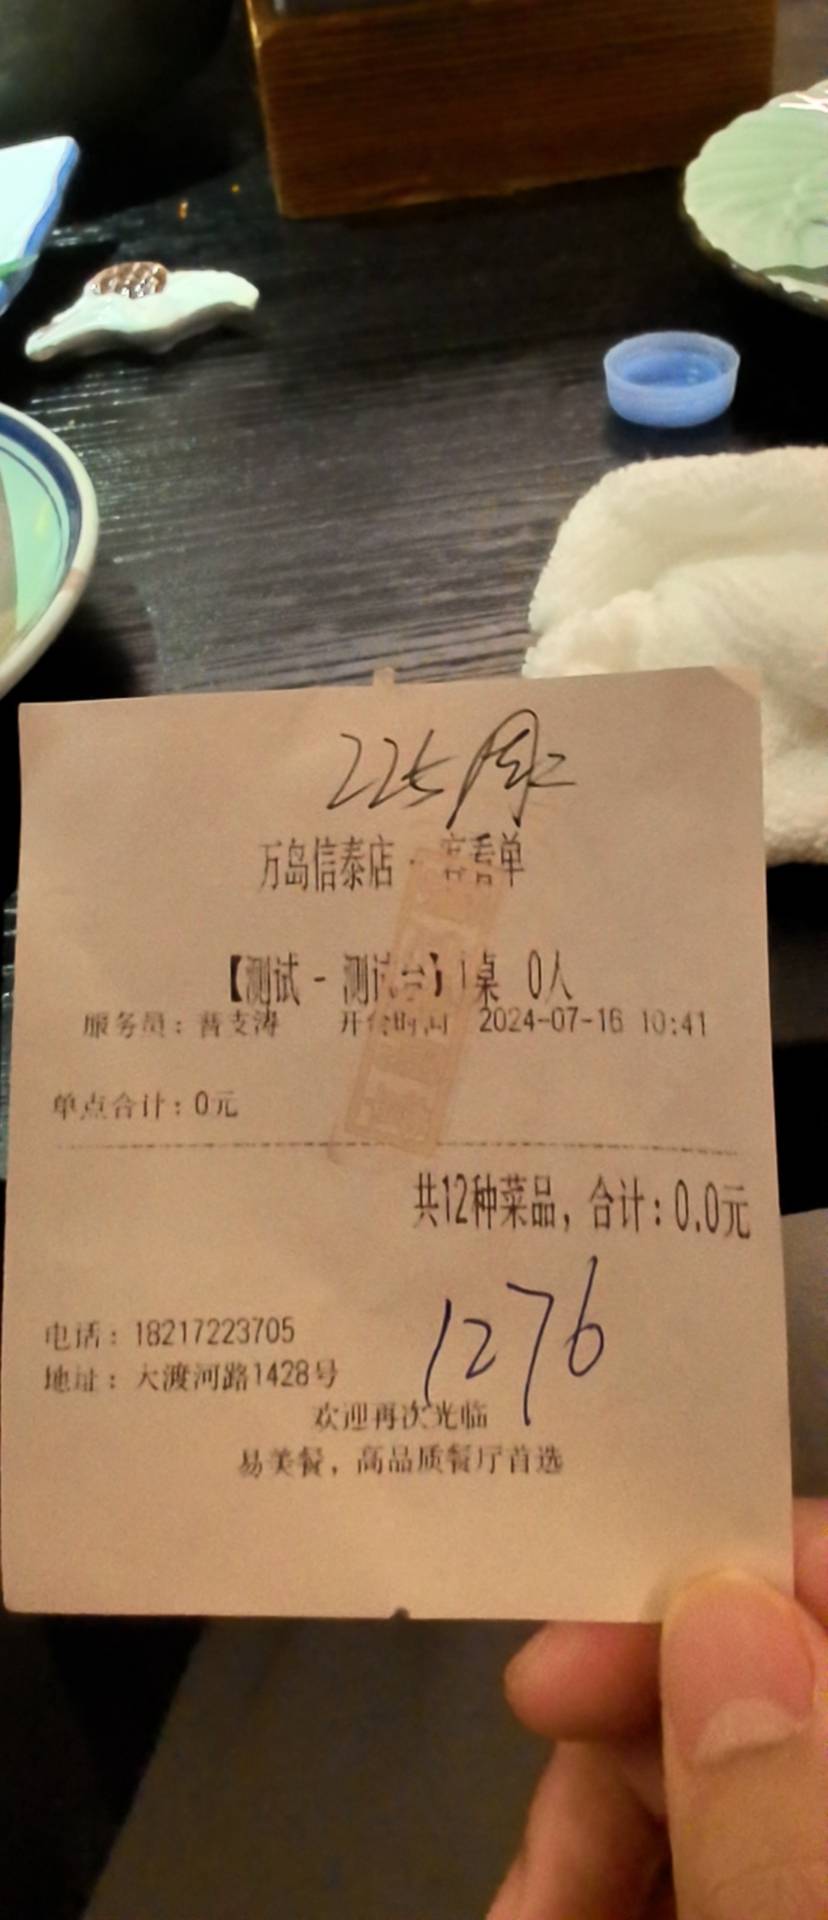 225
万岛信泰店 - 客看单
【测试 - 测试台】1桌 0人
服务员：普支涛 开台时间 2024-07-16 10:41
单点合计：0元
共12种菜品，合计：0.0元
1276
电话：18217223705
地址：大渡河路1428号
欢迎再次光临
易美餐，高品质餐厅首选